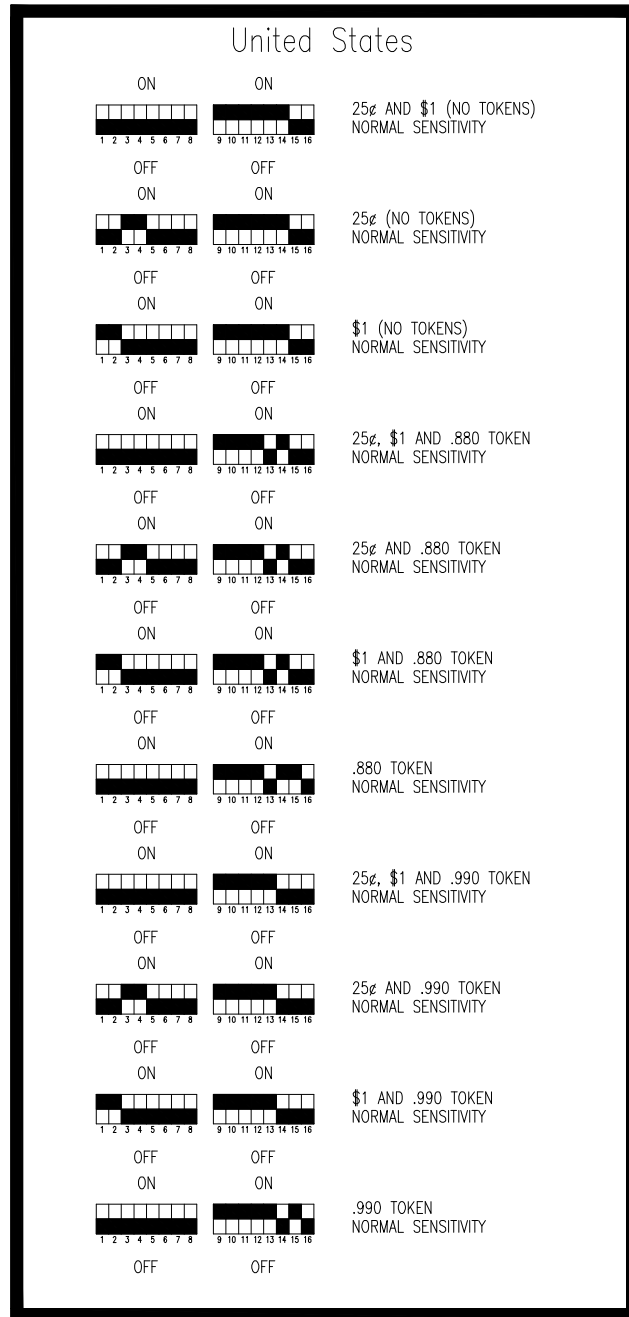 United States
ON ON
25¢ AND $1 (NO TOKENS)
NORMAL SENSITIVITY
1 2 3 4 5 6 7 8 9 10 11 12 13 14 15 16
OFF OFF
ON ON
25¢ (NO TOKENS)
NORMAL SENSITIVITY
1 2 3 4 5 6 7 8 9 10 11 12 13 14 15 16
OFF OFF
ON ON
$1 (NO TOKENS)
NORMAL SENSITIVITY
1 2 3 4 5 6 7 8 9 10 11 12 13 14 15 16
OFF OFF
ON ON
25¢, $1 AND .880 TOKEN
NORMAL SENSITIVITY
1 2 3 4 5 6 7 8 9 10 11 12 13 14 15 16
OFF OFF
ON ON
25¢ AND .880 TOKEN
NORMAL SENSITIVITY
1 2 3 4 5 6 7 8 9 10 11 12 13 14 15 16
OFF OFF
ON ON
$1 AND .880 TOKEN
NORMAL SENSITIVITY
1 2 3 4 5 6 7 8 9 10 11 12 13 14 15 16
OFF OFF
ON ON
.880 TOKEN
NORMAL SENSITIVITY
1 2 3 4 5 6 7 8 9 10 11 12 13 14 15 16
OFF OFF
ON ON
25¢, $1 AND .990 TOKEN
NORMAL SENSITIVITY
1 2 3 4 5 6 7 8 9 10 11 12 13 14 15 16
OFF OFF
ON ON
25¢ AND .990 TOKEN
NORMAL SENSITIVITY
1 2 3 4 5 6 7 8 9 10 11 12 13 14 15 16
OFF OFF
ON ON
$1 AND .990 TOKEN
NORMAL SENSITIVITY
1 2 3 4 5 6 7 8 9 10 11 12 13 14 15 16
OFF OFF
ON ON
.990 TOKEN
NORMAL SENSITIVITY
1 2 3 4 5 6 7 8 9 10 11 12 13 14 15 16
OFF OFF